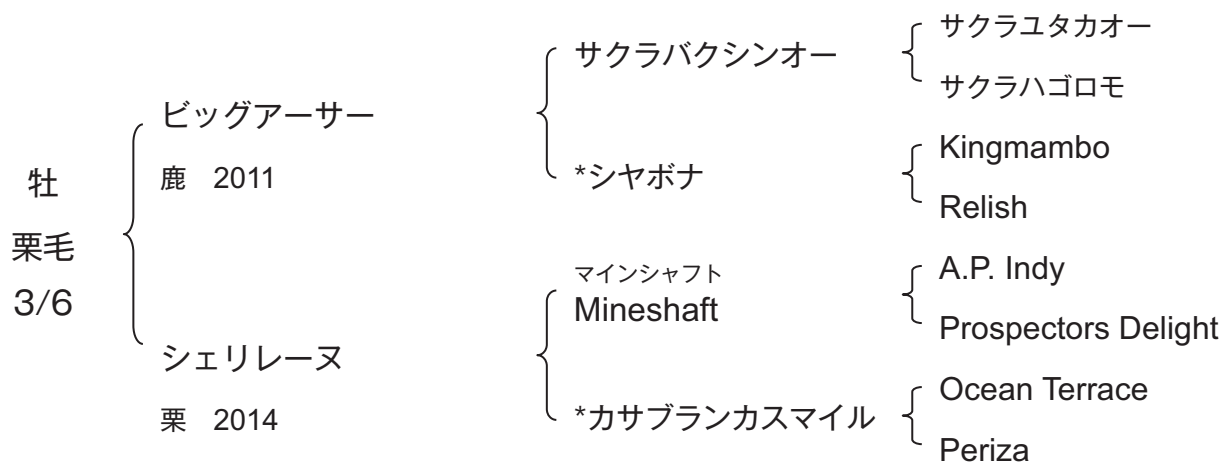 牡
栗毛
3/6
ビッグアーサー
鹿 2011
シェリレーヌ
栗 2014
サクラバクシンオー
*シヤボナ
マインシャフト
Mineshaft
*カサブランカスマイル
サクラユタカオー
サクラハゴロモ
Kingmambo
Relish
A.P. Indy
Prospectors Delight
Ocean Terrace
Periza